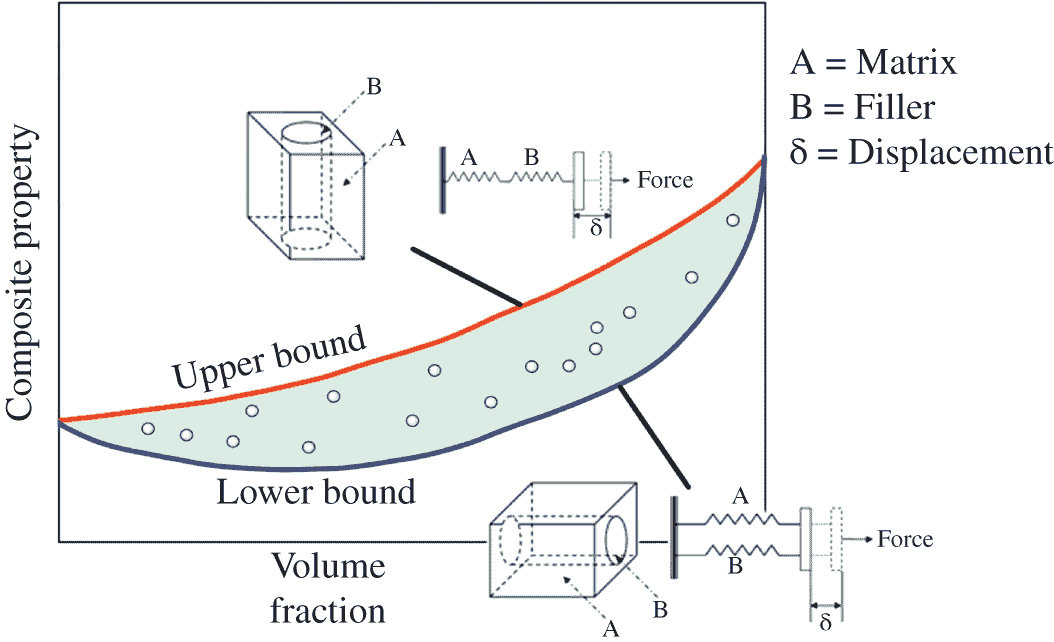 B
A = Matrix
B = Filler
δ = Displacement
A
A B
Force
δ
Composite property
Upper bound
Lower bound
A
Force
B
δ
Volume
fraction
B
A